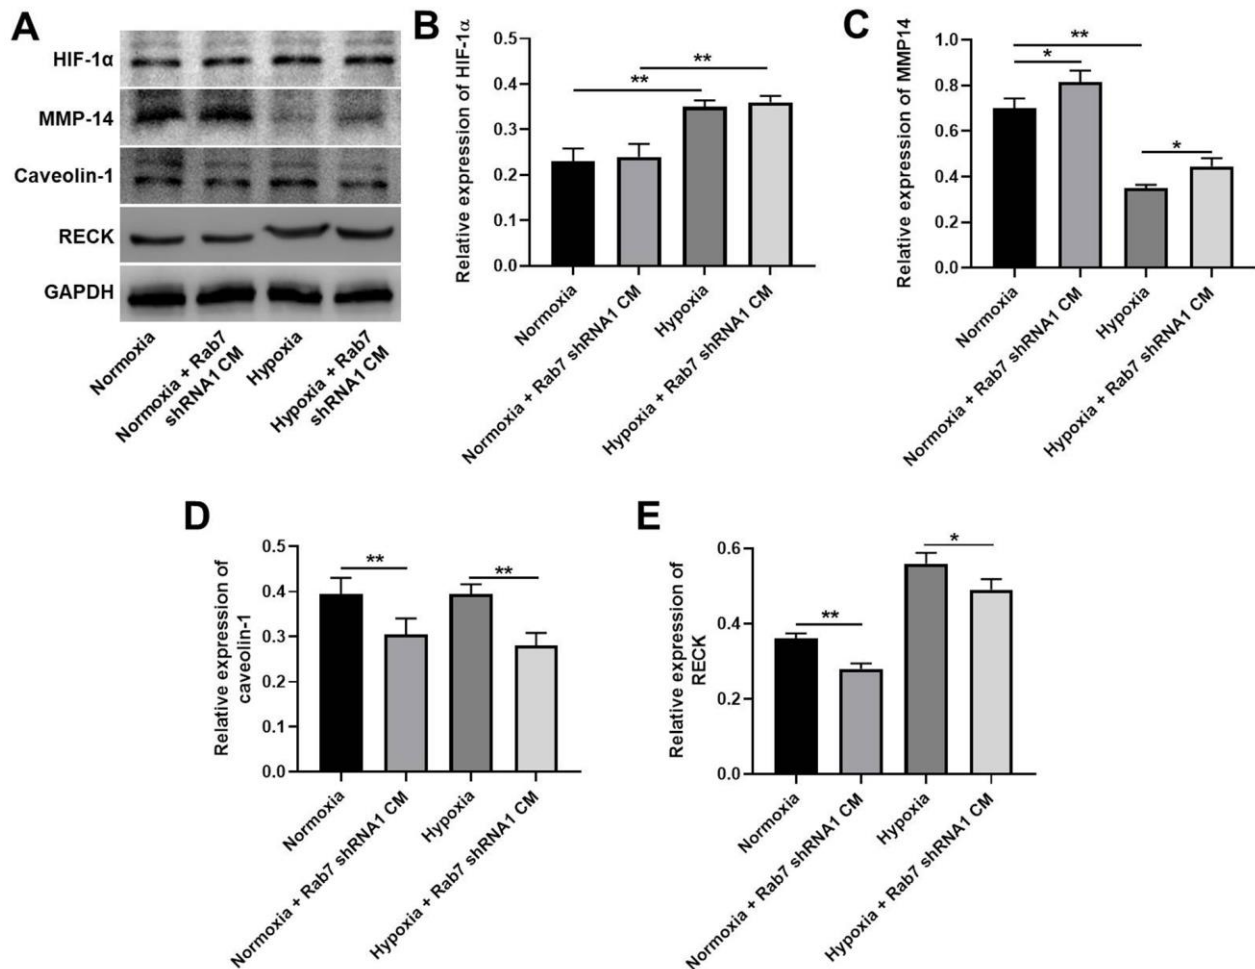 A
HIF-1α
MMP-14
Caveolin-1
RECK
GAPDH
Normoxia
Normoxia + Rab7
shRNA1 CM
Hypoxia
Hypoxia + Rab7
shRNA1 CM
B
Relative expression of HIF-1α
0.5
0.4
0.3
0.2
0.1
0.0
**
**
Normoxia
Normoxia + Rab7 shRNA1 CM
Hypoxia
Hypoxia + Rab7 shRNA1 CM
C
Relative expression of MMP14
1.0
0.8
0.6
0.4
0.2
0.0
**
*
*
Normoxia
Normoxia + Rab7 shRNA1 CM
Hypoxia
Hypoxia + Rab7 shRNA1 CM
D
Relative expression of
caveolin-1
0.5
0.4
0.3
0.2
0.1
0.0
**
**
Normoxia
Normoxia + Rab7 shRNA1 CM
Hypoxia
Hypoxia + Rab7 shRNA1 CM
E
Relative expression of
RECK
0.6
0.4
0.2
0.0
**
*
Normoxia
Normoxia + Rab7 shRNA1 CM
Hypoxia
Hypoxia + Rab7 shRNA1 CM